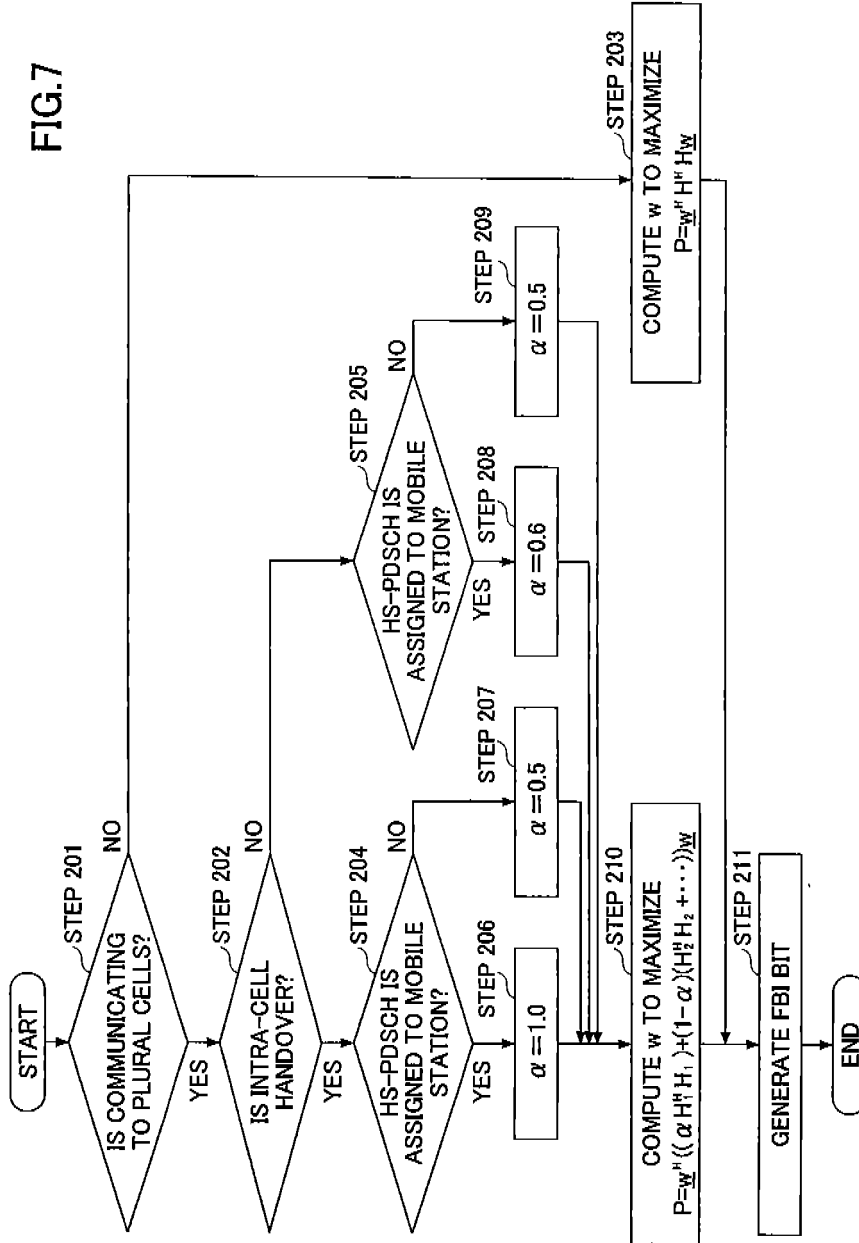 FIG.7
START
STEP 201
IS COMMUNICATING
TO PLURAL CELLS?
NO
YES
STEP 202
IS INTRA-CELL
HANDOVER?
NO
YES
STEP 204
HS-PDSCH IS
ASSIGNED TO MOBILE
STATION?
NO
YES
STEP 205
HS-PDSCH IS
ASSIGNED TO MOBILE
STATION?
NO
YES
STEP 206
α=1.0
STEP 207
α=0.5
STEP 208
α=0.6
STEP 209
α=0.5
STEP 210
COMPUTE w TO MAXIMIZE
P=w^H((αH₁^H H₁)+(1-α)(H₂^H H₂+···))w
STEP 203
COMPUTE w TO MAXIMIZE
P=w^H H^H Hw
STEP 211
GENERATE FBI BIT
END